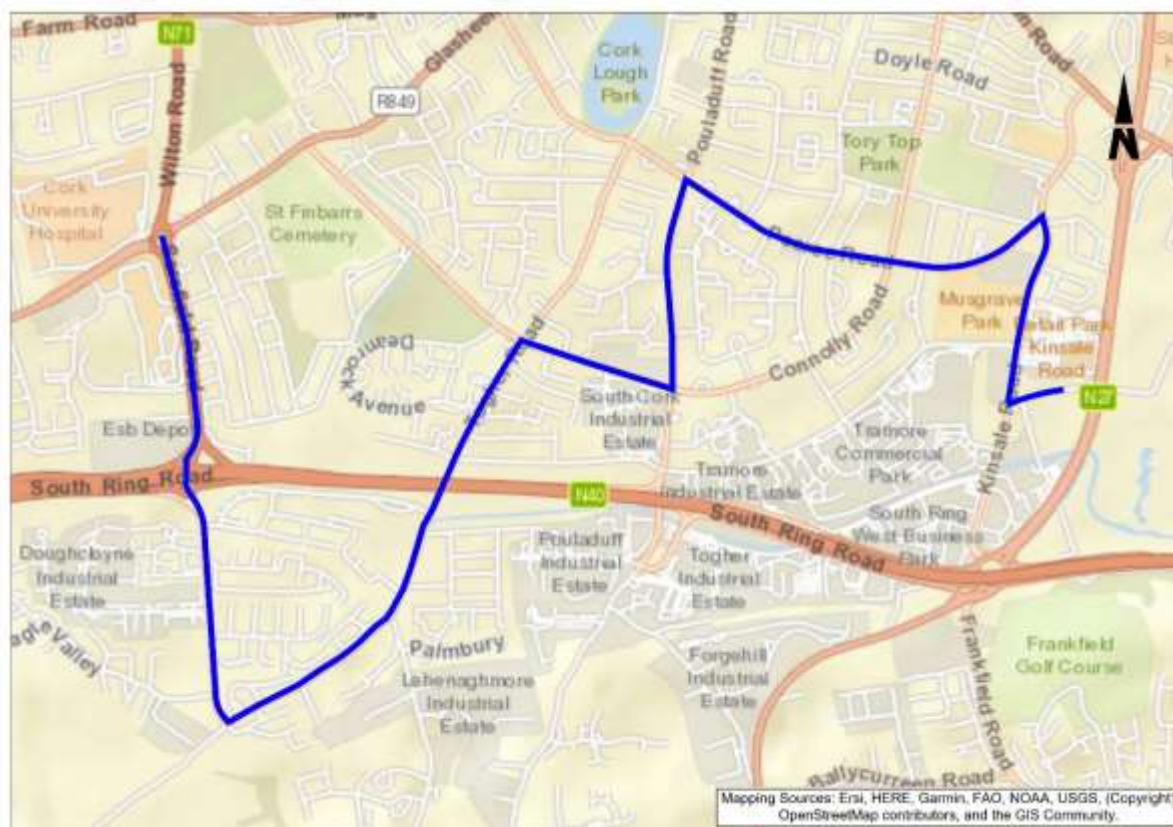 Farm Road
N71
Wilton Road
R849
Cork
Lough
Park
Pouladuff Road
Doyle Road
Tory Top
Park
Cork
University
Hospital
St Finbarrs
Cemetery
Deanrock
Avenue
Musgrave
Park
Retail Park
Kinsale
Road
Connolly Road
N27
South Cork
Industrial
Estate
Esb Depo
Tramore
Commercial
Park
Kinsale
South Ring Road
N40
Tramore
Industrial Estate
South Ring Road
South Ring
West Business
Park
Doughcloyne
Industrial
Estate
Pouladuff
Industrial
Estate
Togher
Industrial
Estate
Valley
Palmbury
Lehenaghmore
Industrial
Estate
Forgehill
Industrial
Estate
Frankfield
Golf Course
Frankfield Road
Ballycurreen Road
Mapping Sources: Ersi, HERE, Garmin, FAO, NOAA, USGS, (Copyright)
OpenStreetMap contributors, and the GIS Community.
N